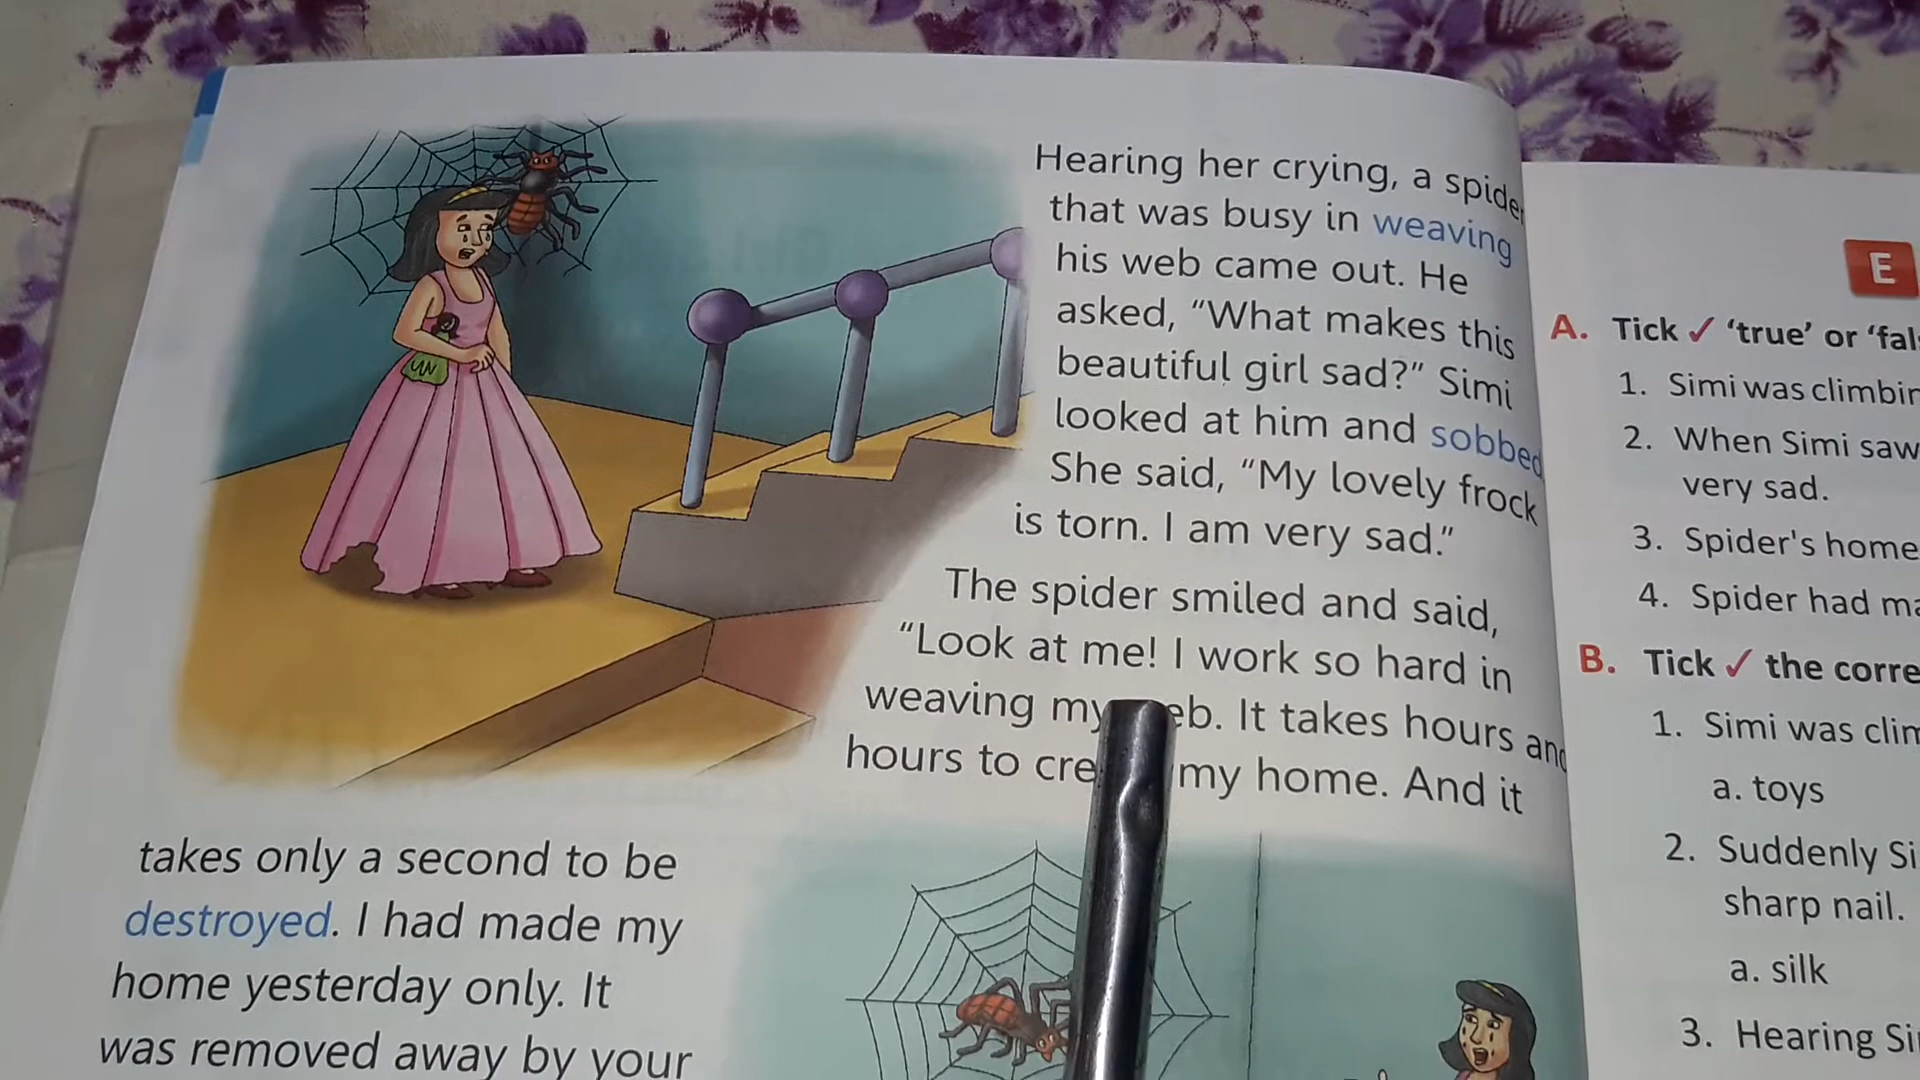 Hearing her crying, a spider
that was busy in weaving
his web came out. He
asked, “What makes this
beautiful girl sad?” Simi
looked at him and sobbed
She said, “My lovely frock
is torn. I am very sad.”
The spider smiled and said,
“Look at me! I work so hard in
weaving my eb. It takes hours and
hours to cre my home. And it
takes only a second to be
destroyed. I had made my
home yesterday only. It
was removed away by your
E
A. Tick ✓ ‘true’ or ‘fal
1. Simi was climbin
2. When Simi saw
very sad.
3. Spider's home
4. Spider had ma
B. Tick ✓ the corre
1. Simi was clim
a. toys
2. Suddenly Si
sharp nail.
a. silk
3. Hearing Si